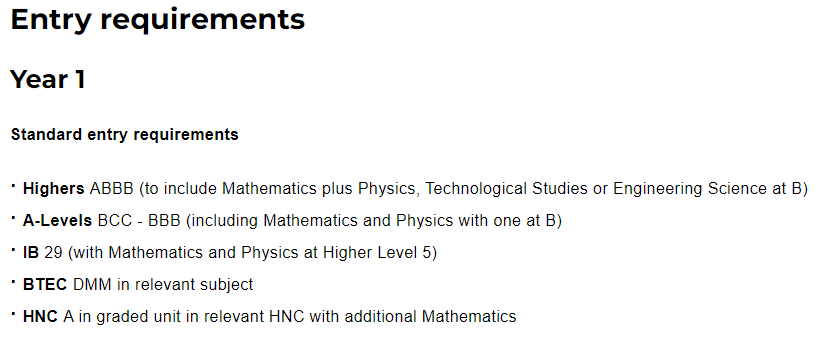 Entry requirements
Year 1
Standard entry requirements
· Highers ABBB (to include Mathematics plus Physics, Technological Studies or Engineering Science at B)
· A-Levels BCC - BBB (including Mathematics and Physics with one at B)
· IB 29 (with Mathematics and Physics at Higher Level 5)
· BTEC DMM in relevant subject
· HNC A in graded unit in relevant HNC with additional Mathematics